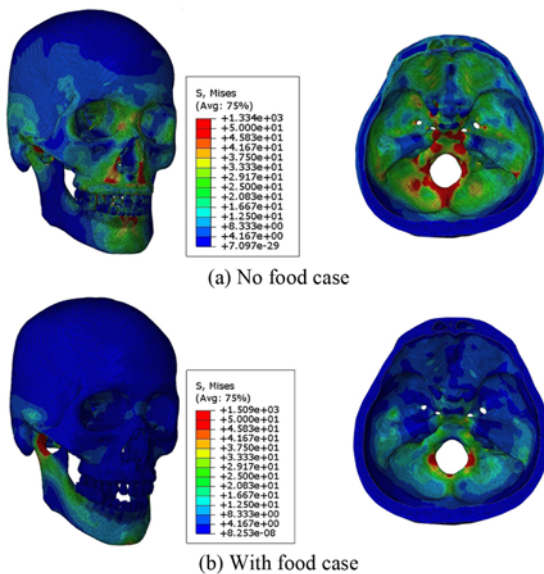 S, Mises
(Avg: 75%)
+1.334e+03
+5.000e+01
+4.583e+01
+4.167e+01
+3.750e+01
+3.333e+01
+2.917e+01
+2.500e+01
+2.083e+01
+1.667e+01
+1.250e+01
+8.333e+00
+4.167e+00
+7.097e-29
(a) No food case
S, Mises
(Avg: 75%)
+1.509e+03
+5.000e+01
+4.583e+01
+4.167e+01
+3.750e+01
+3.333e+01
+2.917e+01
+2.500e+01
+2.083e+01
+1.667e+01
+1.250e+01
+8.333e+00
+4.167e+00
+8.253e-08
(b) With food case